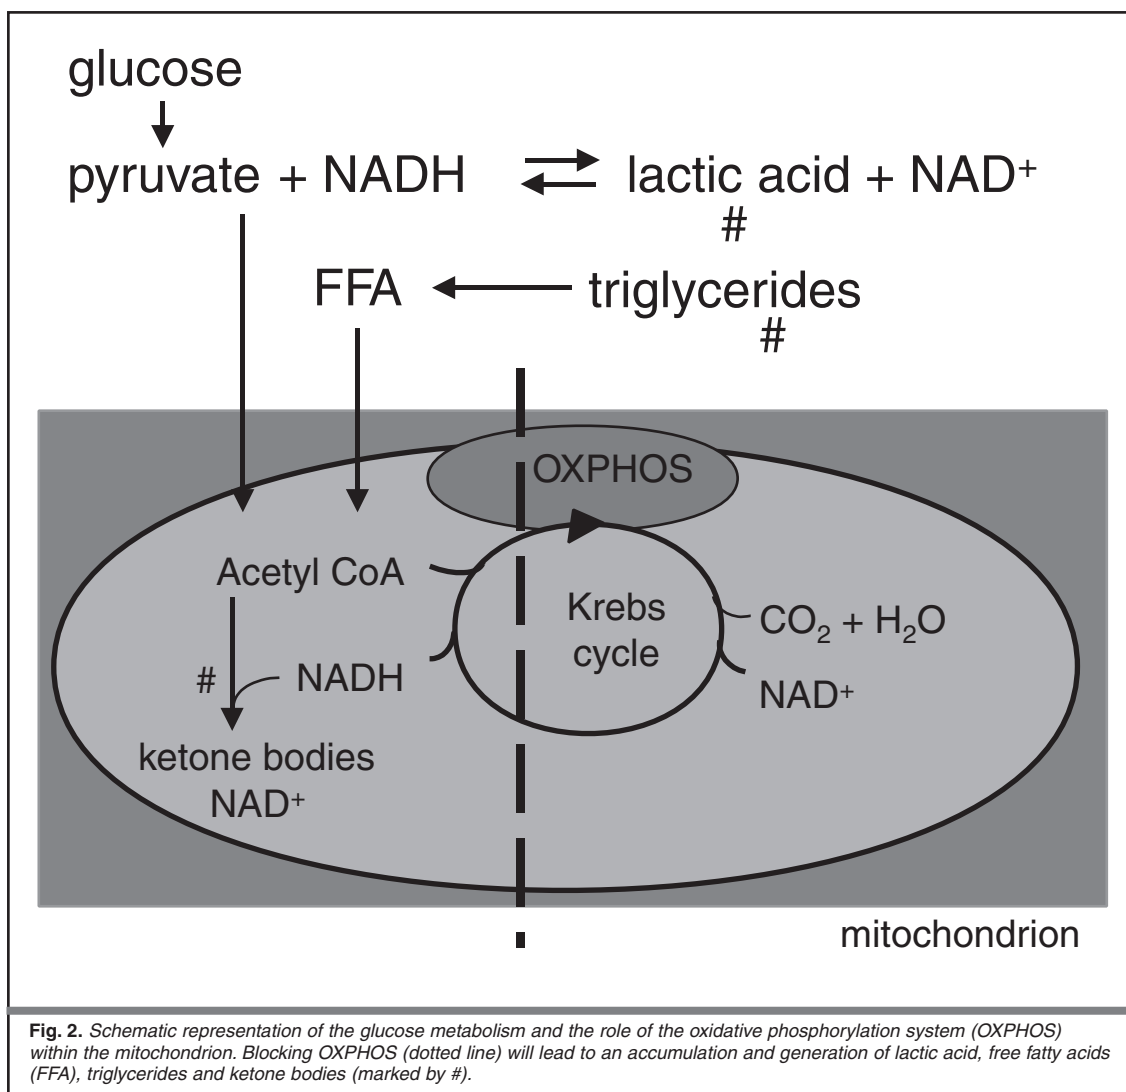 glucose
pyruvate + NADH
lactic acid + NAD⁺
#
FFA
triglycerides
#
OXPHOS
Acetyl CoA
Krebs
cycle
CO₂ + H₂O
#
NADH
NAD⁺
ketone bodies
NAD⁺
mitochondrion
Fig. 2. Schematic representation of the glucose metabolism and the role of the oxidative phosphorylation system (OXPHOS)
within the mitochondrion. Blocking OXPHOS (dotted line) will lead to an accumulation and generation of lactic acid, free fatty acids
(FFA), triglycerides and ketone bodies (marked by #).